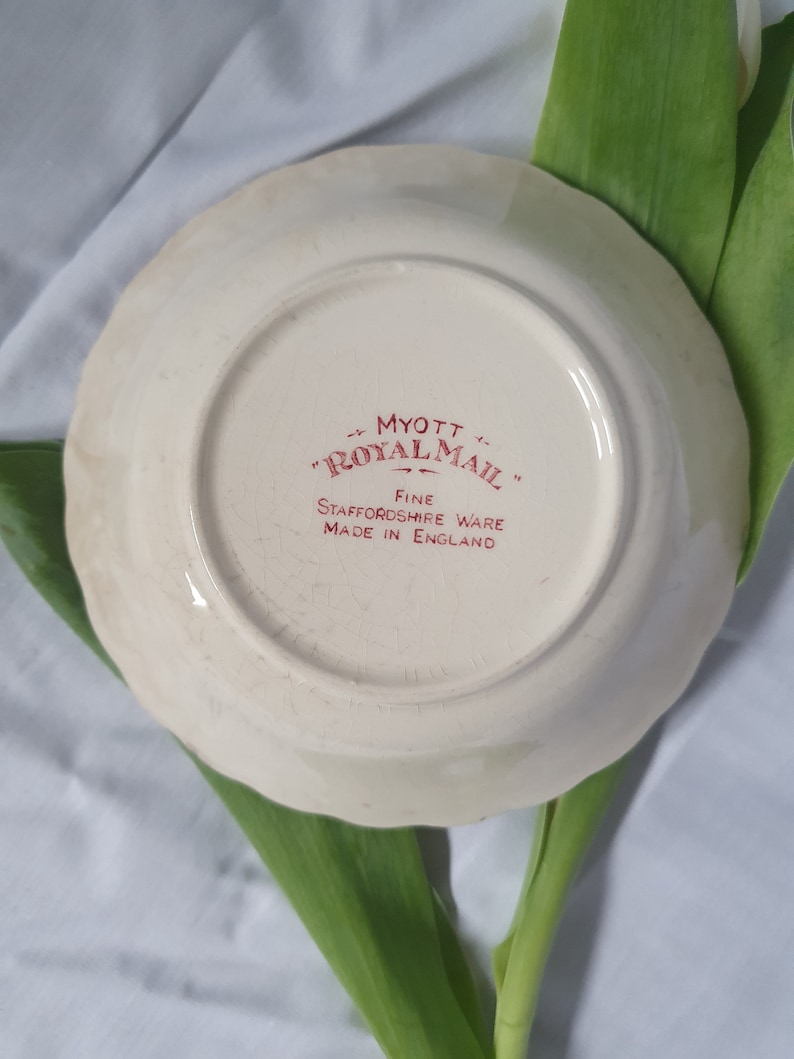 MYOTT
"ROYAL MAIL"
FINE
STAFFORDSHIRE WARE
MADE IN ENGLAND